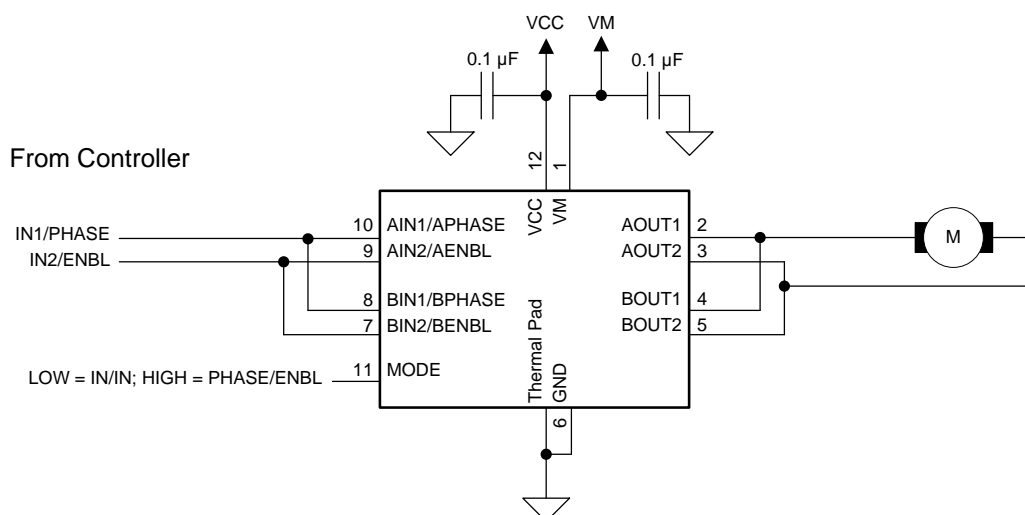 VCC
VM
0.1 µF
0.1 µF
From Controller
12
1
VCC
VM
IN1/PHASE
10
AIN1/APHASE
AOUT1
2
M
IN2/ENBL
9
AIN2/AENBL
AOUT2
3
8
BIN1/BPHASE
BOUT1
4
7
BIN2/BENBL
BOUT2
5
LOW = IN/IN; HIGH = PHASE/ENBL
11
MODE
Thermal Pad
GND
6